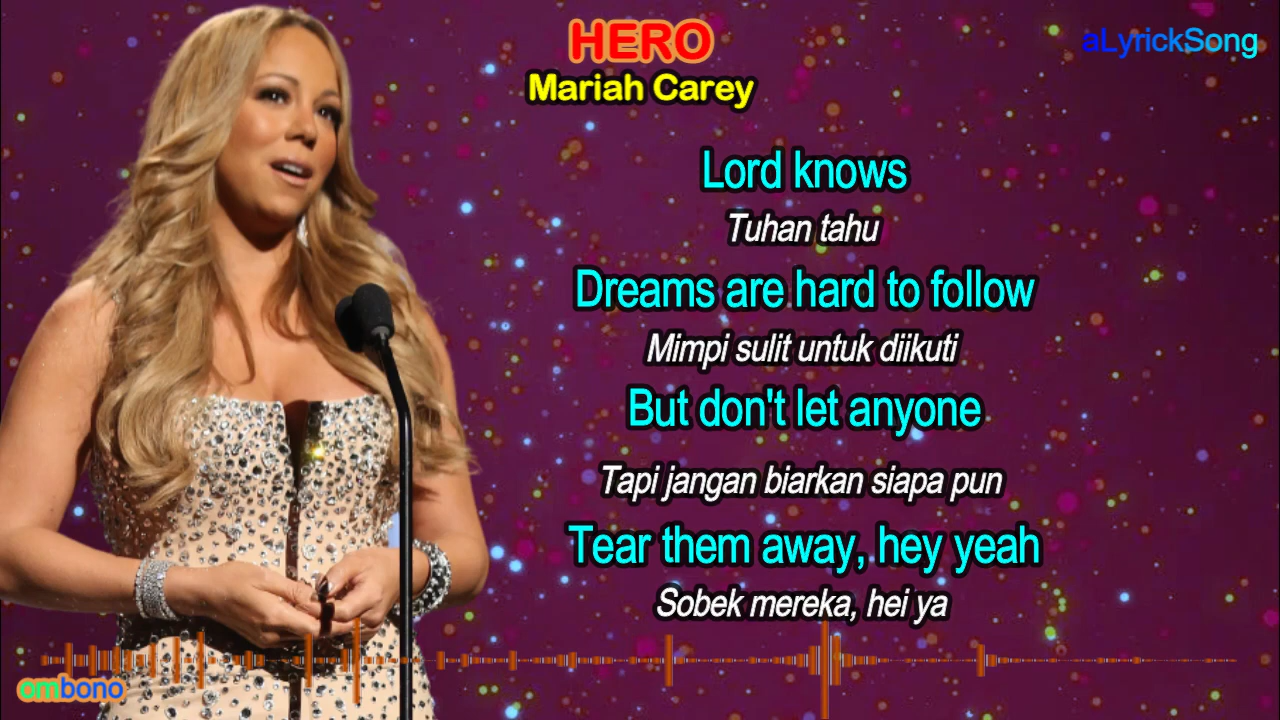 HERO
aLyrickSong
Mariah Carey
Lord knows
Tuhan tahu
Dreams are hard to follow
Mimpi sulit untuk diikuti
But don't let anyone
Tapi jangan biarkan siapa pun
Tear them away, hey yeah
Sobek mereka, hei ya
ombono